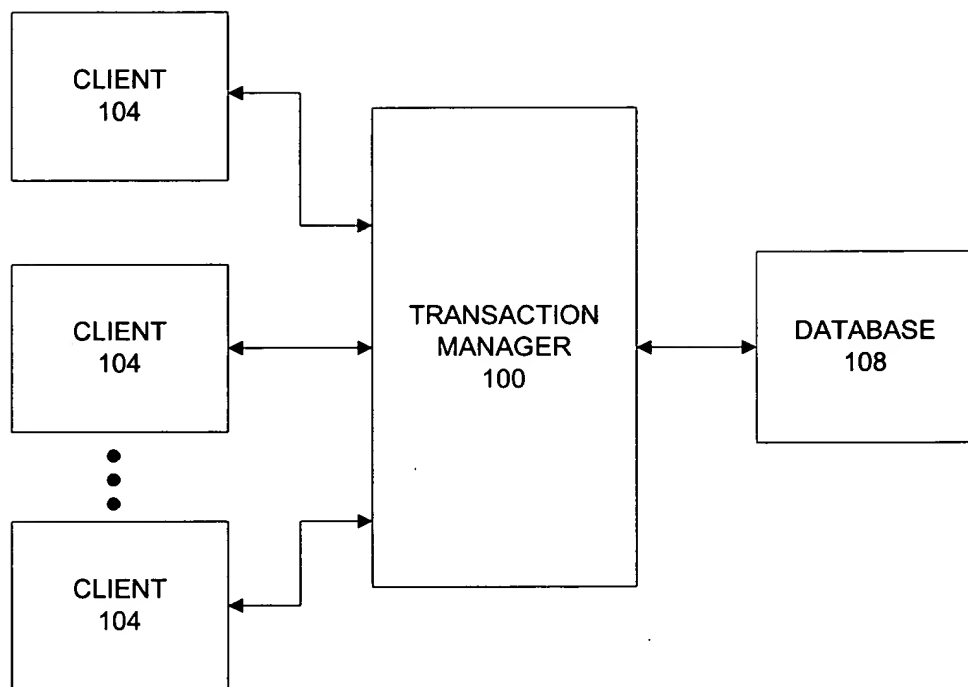 CLIENT
104
CLIENT
104
CLIENT
104
TRANSACTION
MANAGER
100
DATABASE
108